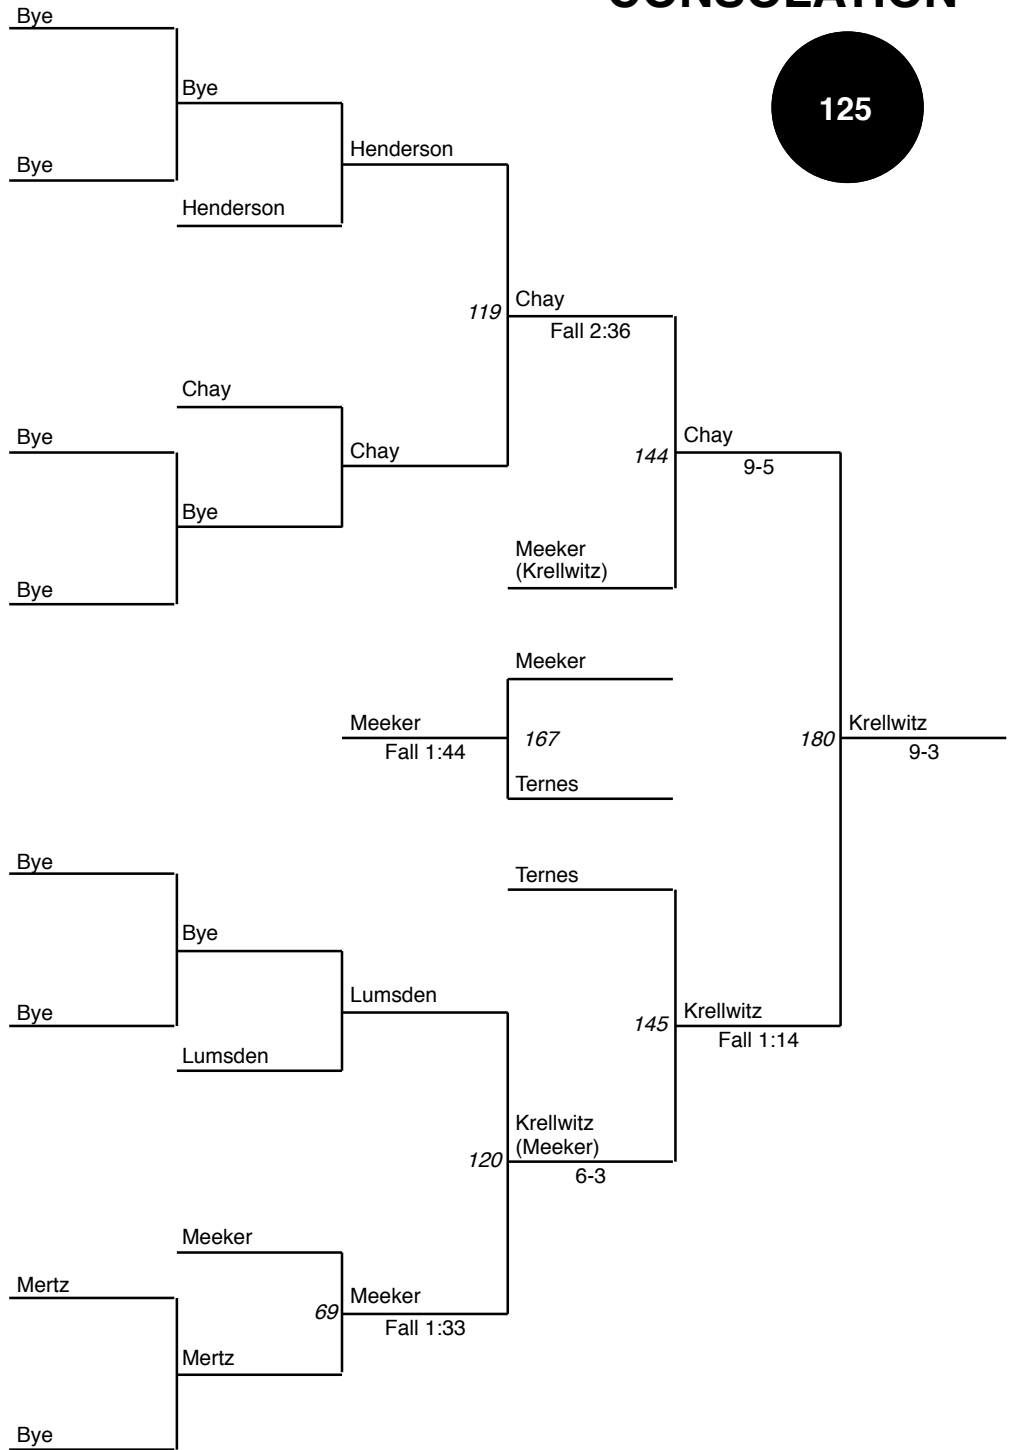 CONSOLATION
Bye
125
Bye
Henderson
Bye
Henderson
119
Chay
Fall 2:36
Chay
Bye
Chay
144
Chay
9-5
Bye
Meeker
(Krellwitz)
Bye
Meeker
Meeker
Fall 1:44
167
180
Krellwitz
9-3
Ternes
Bye
Ternes
Bye
Lumsden
Bye
145
Krellwitz
Fall 1:14
Lumsden
Krellwitz
(Meeker)
120
6-3
Meeker
Mertz
69
Meeker
Fall 1:33
Mertz
Bye